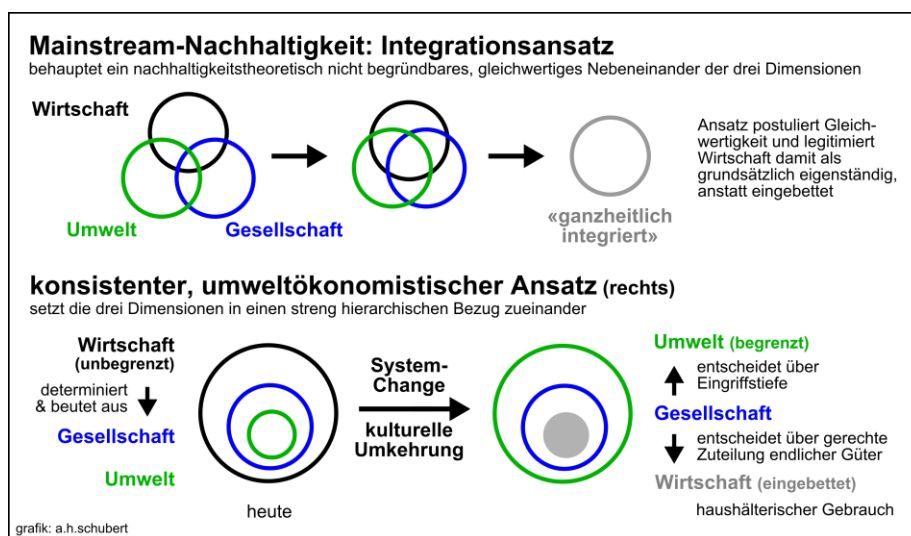 Mainstream-Nachhaltigkeit: Integrationsansatz
behauptet ein nachhaltigkeitstheoretisch nicht begründbares, gleichwertiges Nebeneinander der drei Dimensionen
Wirtschaft
Umwelt
Gesellschaft
«ganzheitlich
integriert»
Ansatz postuliert Gleich-
wertigkeit und legitimiert
Wirtschaft damit als
grundsätzlich eigenständig,
anstatt eingebettet
konsistenter, umweltökonomistischer Ansatz (rechts)
setzt die drei Dimensionen in einen streng hierarchischen Bezug zueinander
Wirtschaft
(unbegrenzt)
determiniert
& beutet aus
Gesellschaft
Umwelt
heute
System-
Change
kulturelle
Umkehrung
Umwelt (begrenzt)
entscheidet über
Eingriffstiefe
Gesellschaft
entscheidet über gerechte
Zuteilung endlicher Güter
Wirtschaft (eingebettet)
haushälterischer Gebrauch
grafik: a.h.schubert